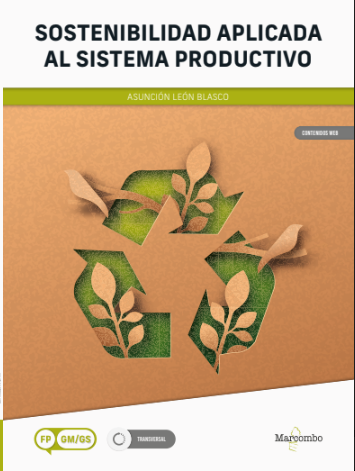 SOSTENIBILIDAD APLICADA
AL SISTEMA PRODUCTIVO
ASUNCIÓN LEÓN BLASCO
CONTENIDOS WEB
FP GM/GS
TRANSVERSAL
Marcombo